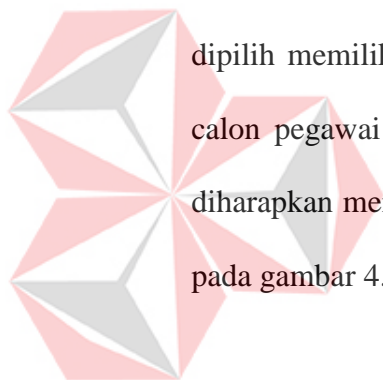 dipilih memilik
calon pegawai
diharapkan me
pada gambar 4.